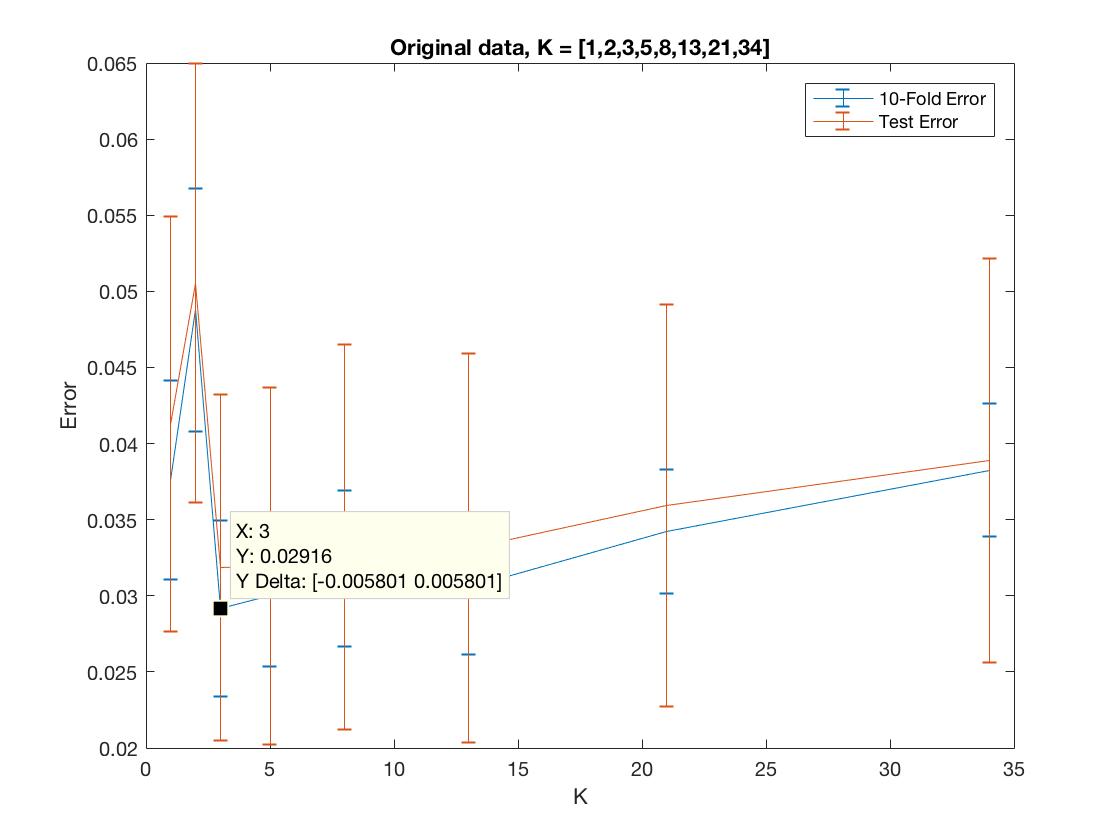 Original data, K = [1,2,3,5,8,13,21,34]
0.065
0.06
0.055
0.05
0.045
0.04
0.035
0.03
0.025
0.02
Error
10-Fold Error
Test Error
X: 3
Y: 0.02916
Y Delta: [-0.005801 0.005801]
0 5 10 15 20 25 30 35
K